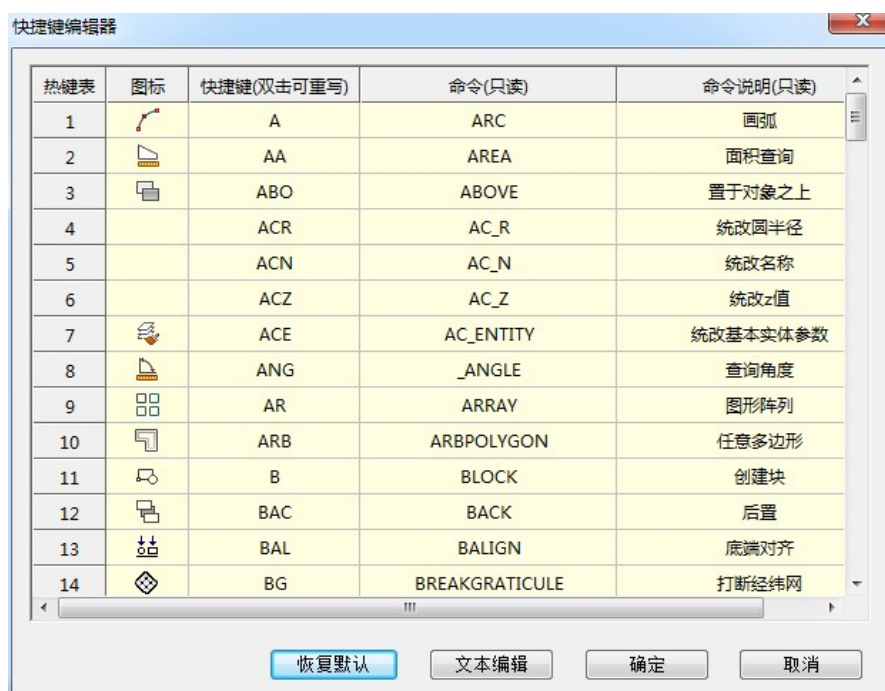 快捷键编辑器
热键表 图标 快捷键(双击可重写) 命令(只读) 命令说明(只读)
1 A ARC 画弧
2 AA AREA 面积查询
3 ABO ABOVE 置于对象之上
4 ACR AC_R 统改圆半径
5 ACN AC_N 统改名称
6 ACZ AC_Z 统改z值
7 ACE AC_ENTITY 统改基本实体参数
8 ANG _ANGLE 查询角度
9 AR ARRAY 图形阵列
10 ARB ARBPOLYGON 任意多边形
11 B BLOCK 创建块
12 BAC BACK 后置
13 BAL BALIGN 底端对齐
14 BG BREAKGRATICULE 打断经纬网
恢复默认 文本编辑 确定 取消